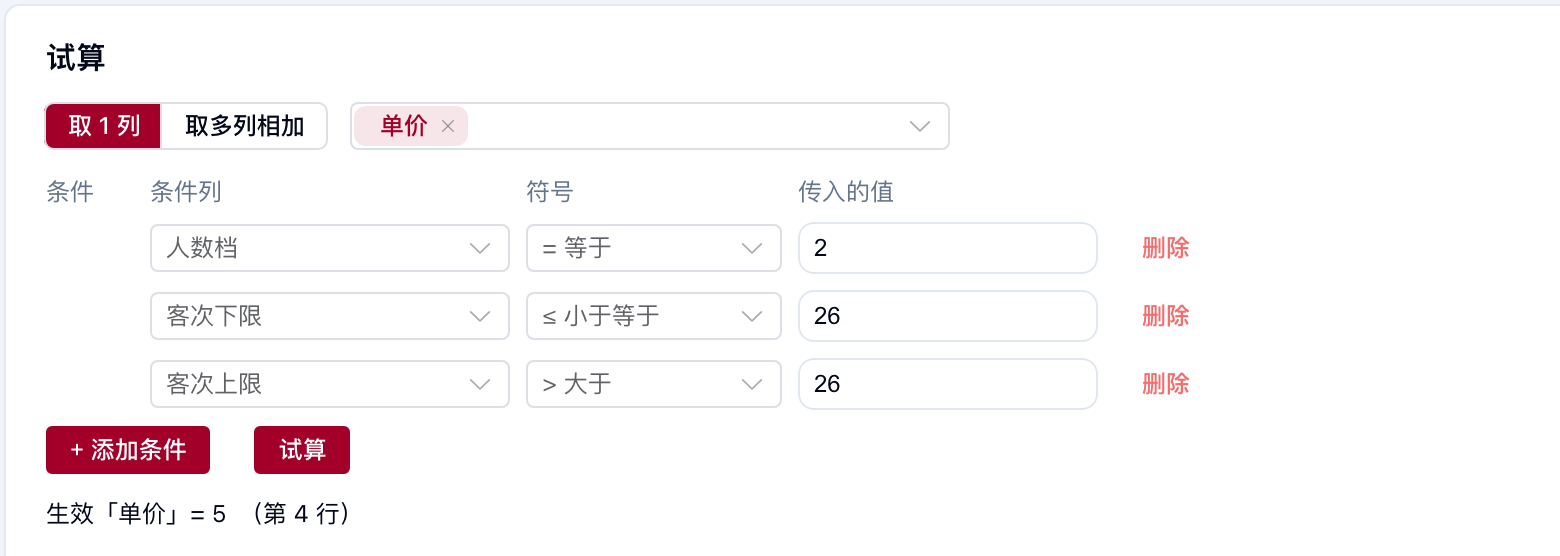 试算
取 1 列 取多列相加 单价 ×
条件 条件列 符号 传入的值
人数档 = 等于 2 删除
客次下限 ≤ 小于等于 26 删除
客次上限 > 大于 26 删除
+ 添加条件 试算
生效「单价」= 5 （第 4 行）